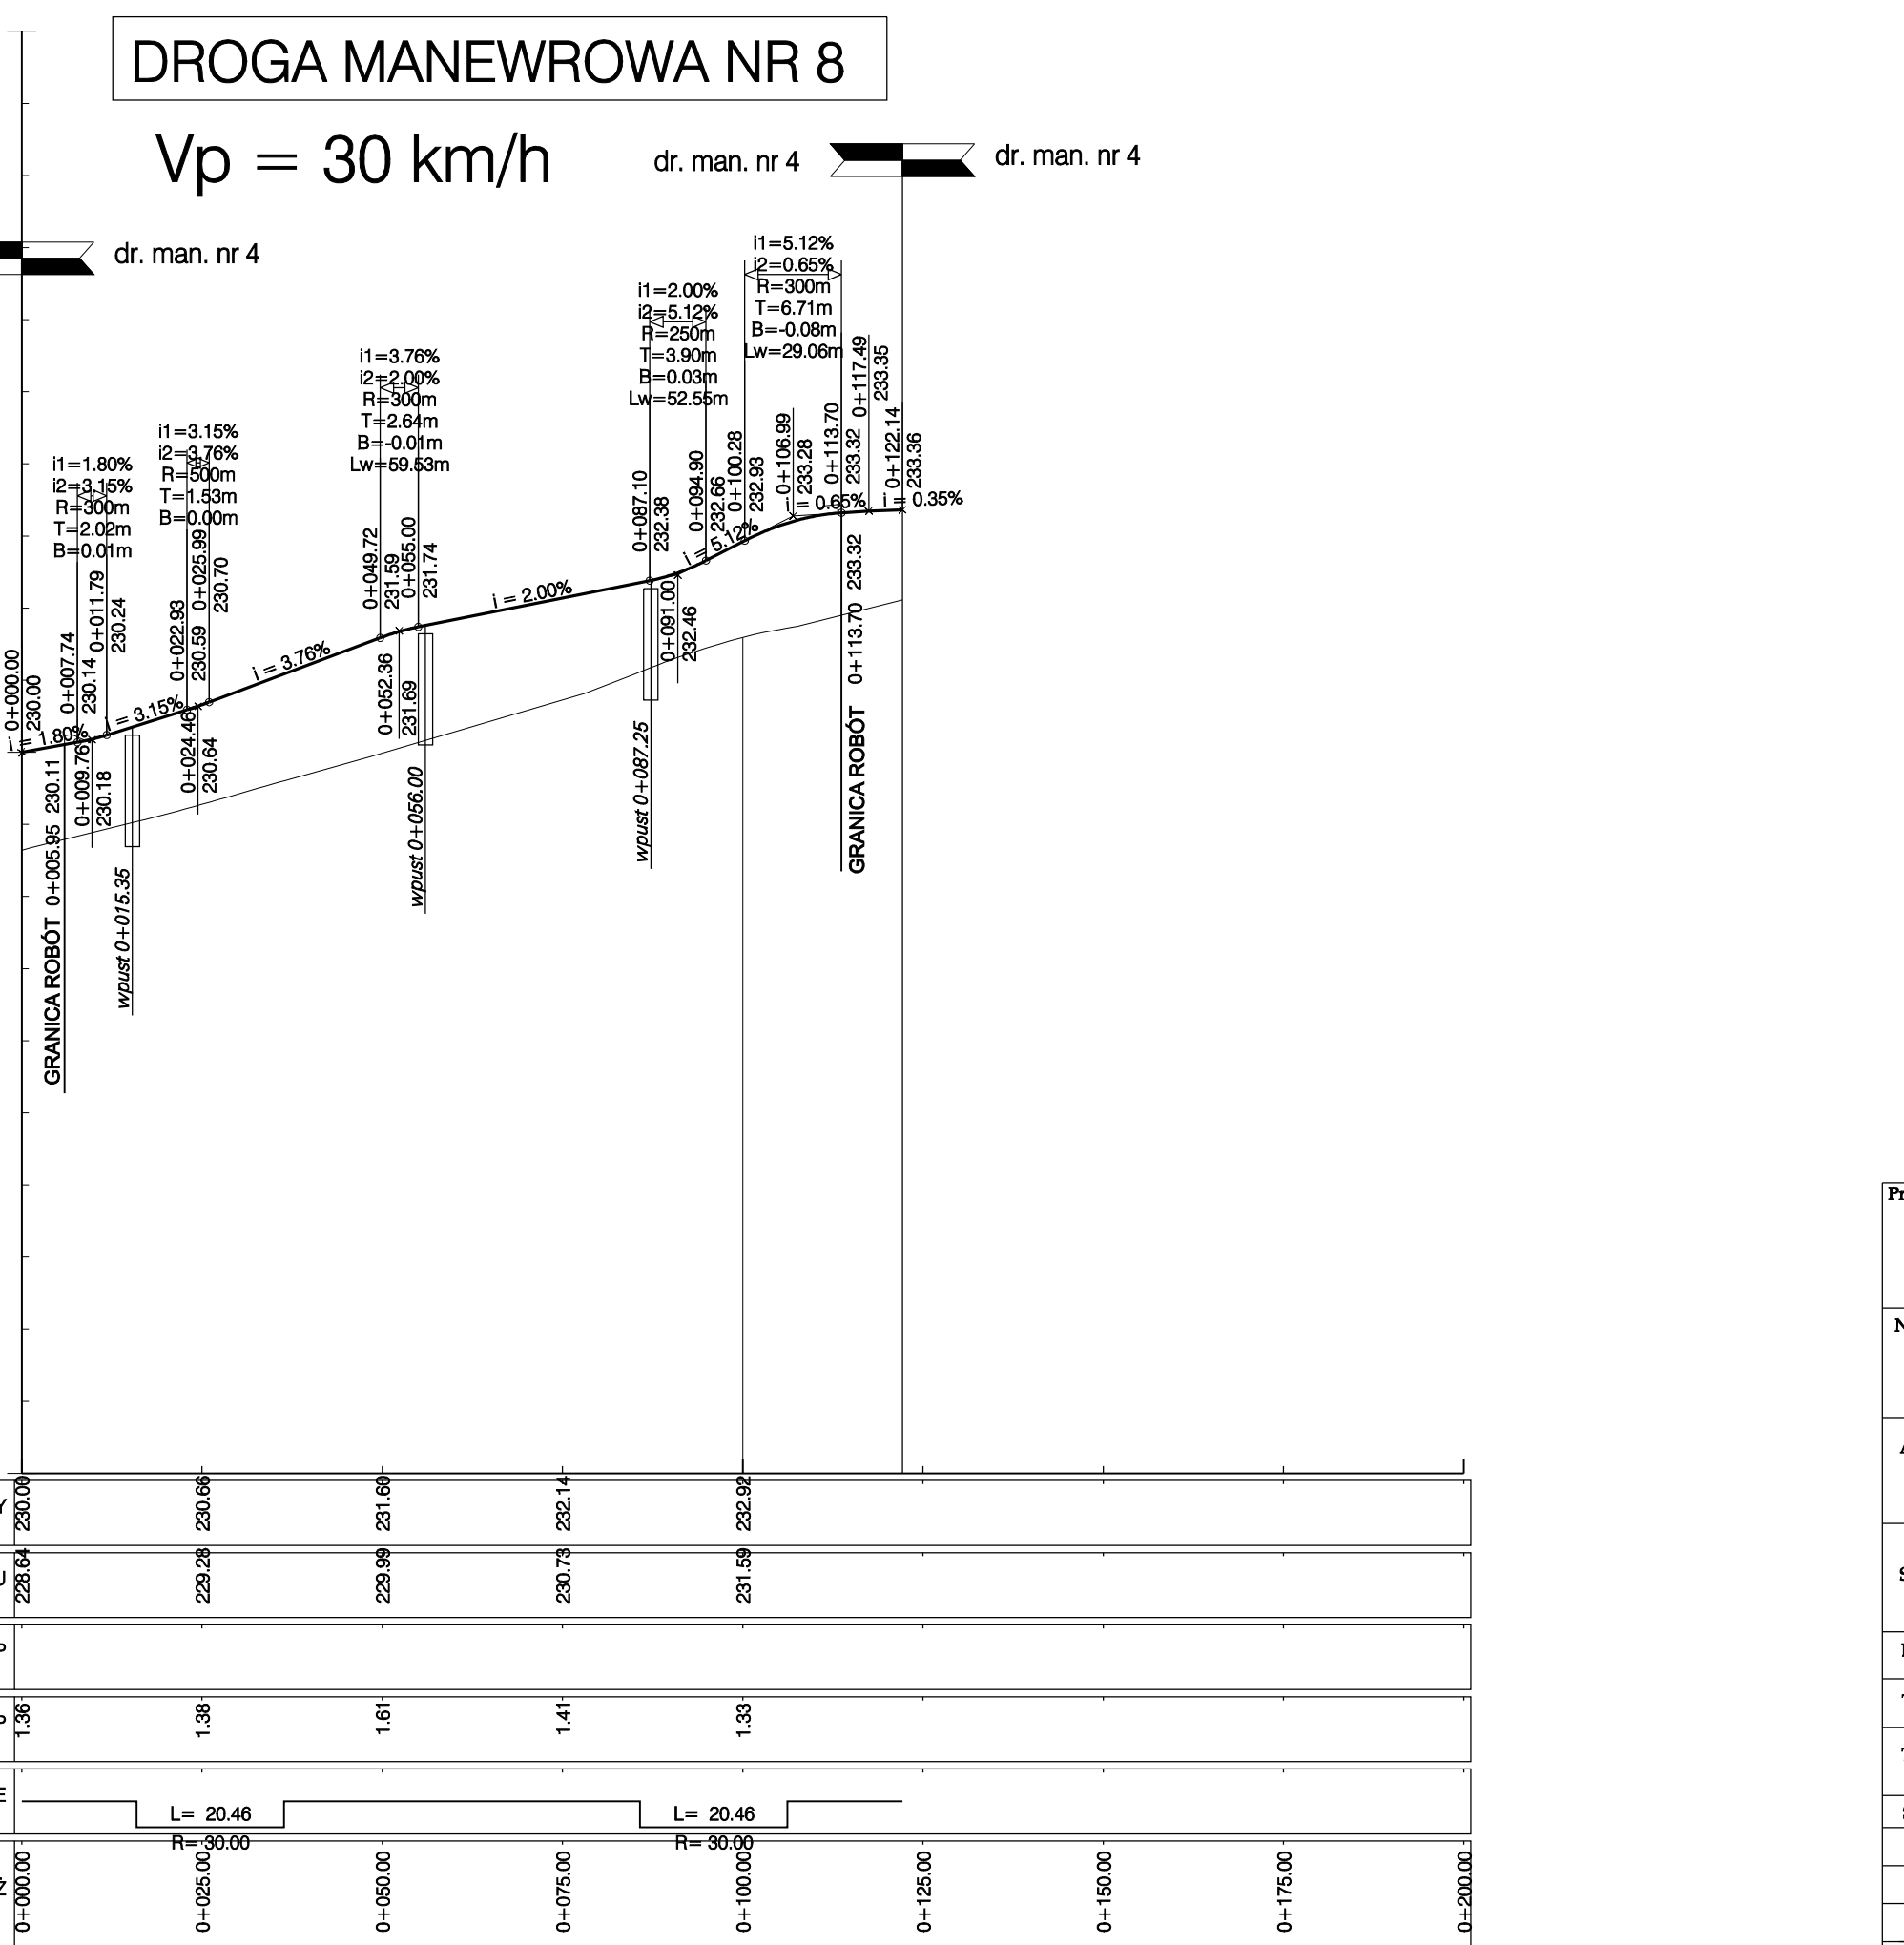 DROGA MANEWROWA NR 8
Vp = 30 km/h
dr. man. nr 4
dr. man. nr 4
dr. man. nr 4
i1=1.80%
i2=3.15%
R=300m
T=2.02m
B=0.01m
i1=3.15%
i2=3.76%
R=500m
T=1.53m
B=0.00m
i1=3.76%
i2=2.00%
R=300m
T=2.64m
B=-0.01m
Lw=59.53m
i1=2.00%
i2=5.12%
R=250m
T=3.90m
B=0.03m
Lw=52.55m
i1=5.12%
i2=0.65%
R=300m
T=6.71m
B=-0.08m
Lw=29.06m
0+000.00
230.00
0+007.74
230.14
0+011.79
230.24
0+022.93
230.59
0+025.99
230.70
0+049.72
231.59
0+055.00
231.74
0+087.10
232.38
0+094.90
232.66
0+100.28
232.93
0+106.99
233.28
0+113.70
233.32
0+117.49
233.35
0+122.14
233.36
i = 1.80%
i = 3.15%
i = 3.76%
i = 2.00%
i = 5.12%
i = 0.65%
i = 0.35%
GRANICA ROBÓT 0+005.95 230.11
0+009.76
230.18
wpust 0+015.35
0+024.46
230.64
0+052.36
231.69
wpust 0+056.00
wpust 0+087.25
0+091.00
232.46
GRANICA ROBÓT 0+113.70 233.32
Y 230.00 230.66 231.60 232.14 232.92
U 228.64 229.28 229.99 230.73 231.59
1.36 1.38 1.61 1.41 1.33
E L= 20.46 L= 20.46
R= 30.00 R= 30.00
Ż 0+000.00 0+025.00 0+050.00 0+075.00 0+100.00 0+125.00 0+150.00 0+175.00 0+200.00
Pr